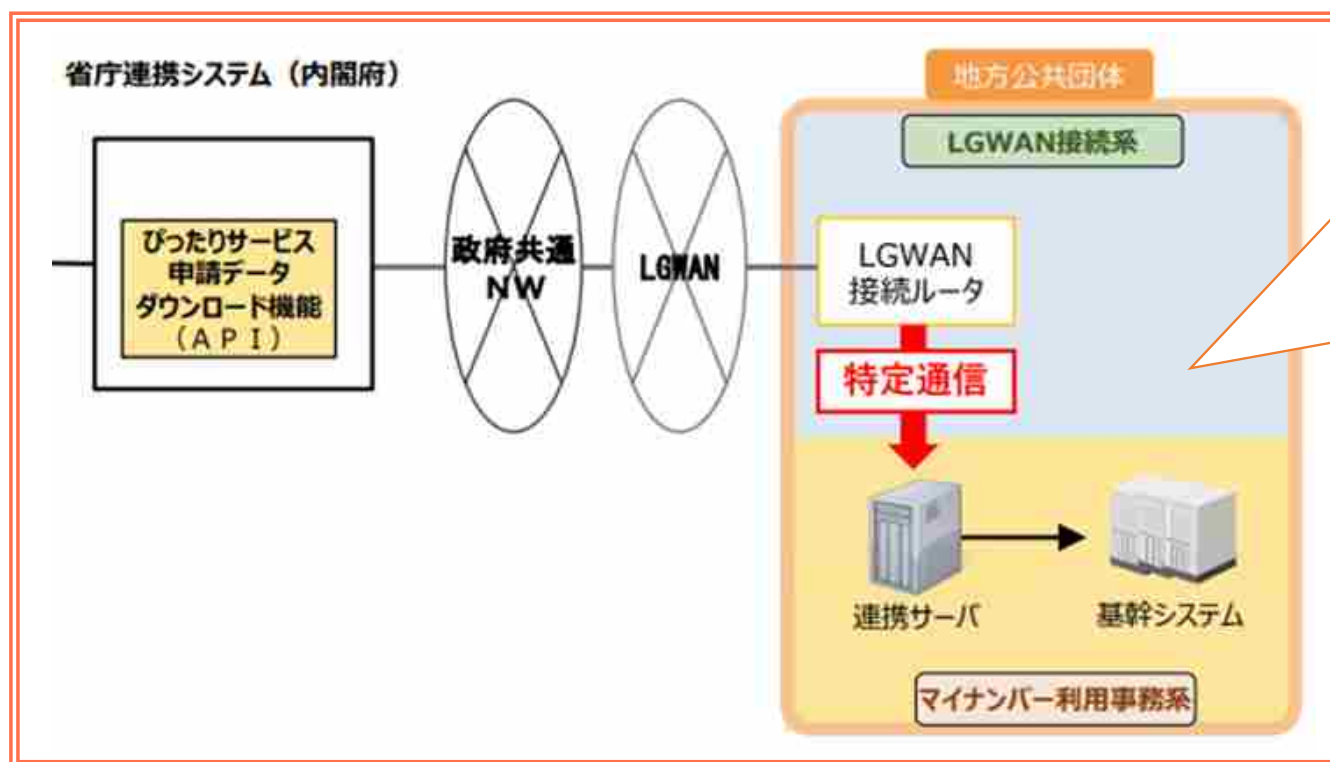 省庁連携システム（内閣府）
ぴったりサービス
申請データ
ダウンロード機能
（ＡＰＩ）
政府共通
ＮＷ
LGWAN
地方公共団体
LGWAN接続系
LGWAN
接続ルータ
特定通信
連携サーバ
基幹システム
マイナンバー利用事務系